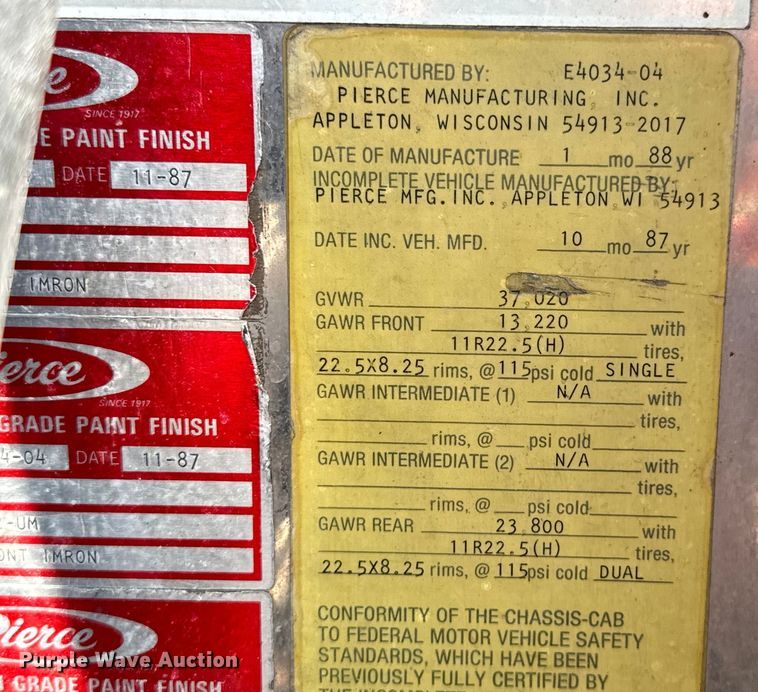 SINCE 1917
PAINT FINISH
DATE 11-87
IMRON
SINCE 1917
GRADE PAINT FINISH
4-04 DATE 11-87
-UM
IMRON
Pierce
GRADE PAINT FINISH
MANUFACTURED BY: E4034-04
PIERCE MANUFACTURING, INC.
APPLETON, WISCONSIN 54913-2017
DATE OF MANUFACTURE 1 mo 88 yr
INCOMPLETE VEHICLE MANUFACTURED BY:
PIERCE MFG.INC. APPLETON,WI 54913
DATE INC. VEH. MFD. 10 mo 87 yr
GVWR 37,020
GAWR FRONT 13,220 with
11R22.5(H) tires,
22.5X8.25 rims, @ 115 psi cold SINGLE
GAWR INTERMEDIATE (1) N/A with
tires,
rims, @ psi cold
GAWR INTERMEDIATE (2) N/A with
tires,
rims, @ psi cold
GAWR REAR 23.800 with
11R22.5(H) tires,
22.5X8.25 rims, @ 115 psi cold DUAL
CONFORMITY OF THE CHASSIS-CAB
TO FEDERAL MOTOR VEHICLE SAFETY
STANDARDS, WHICH HAVE BEEN
PREVIOUSLY FULLY CERTIFIED BY
Purple Wave Auction